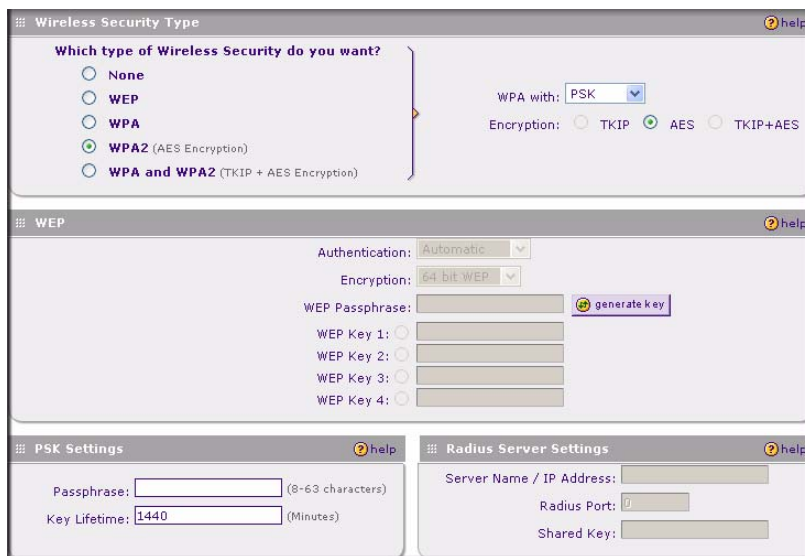 Wireless Security Type
help
Which type of Wireless Security do you want?
None
WEP
WPA
WPA2 (AES Encryption)
WPA and WPA2 (TKIP + AES Encryption)
WPA with: PSK
Encryption: TKIP AES TKIP+AES
WEP
help
Authentication: Automatic
Encryption: 64 bit WEP
WEP Passphrase: generate key
WEP Key 1:
WEP Key 2:
WEP Key 3:
WEP Key 4:
PSK Settings
help
Passphrase: (8-63 characters)
Key Lifetime: 1440 (Minutes)
Radius Server Settings
help
Server Name / IP Address:
Radius Port: 0
Shared Key: